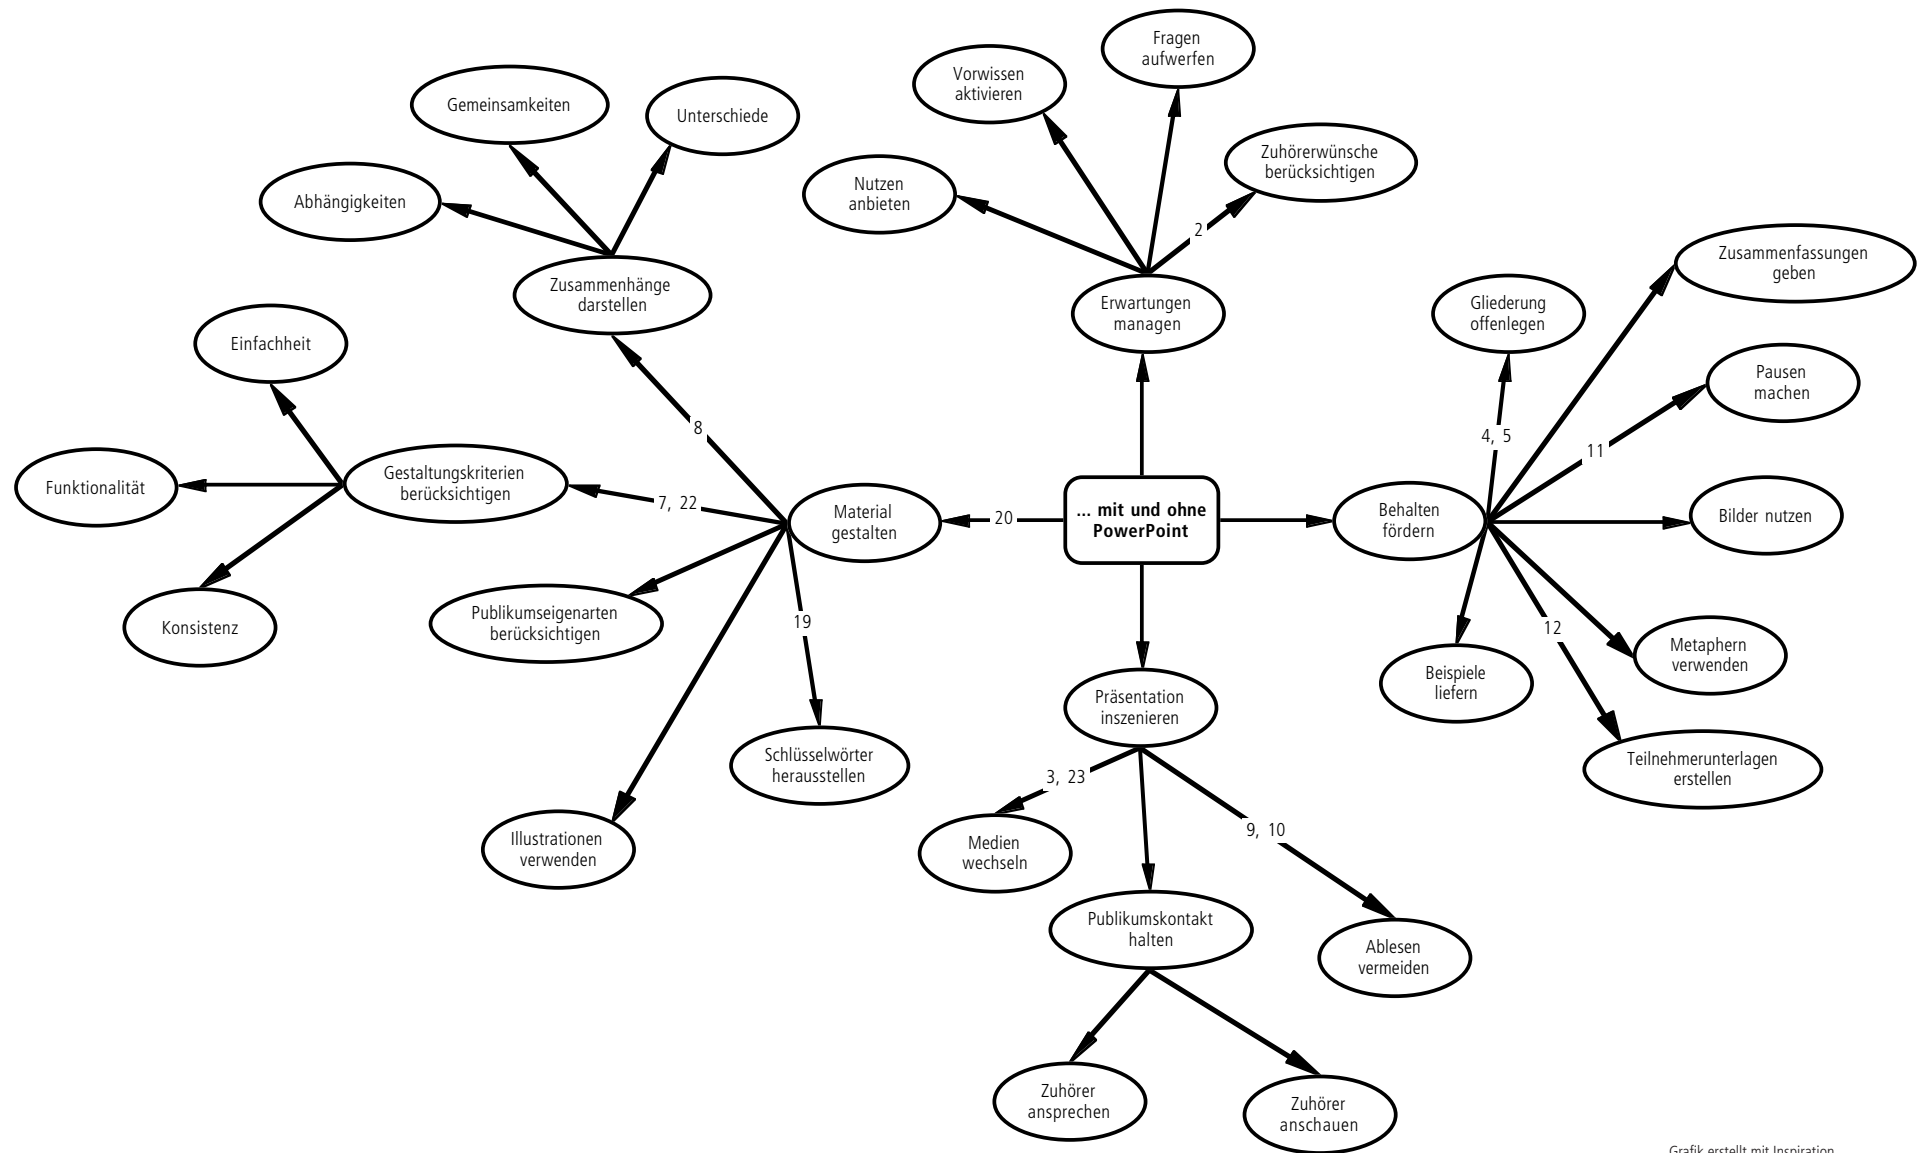 Fragen
aufwerfen
Vorwissen
aktivieren
Gemeinsamkeiten
Unterschiede
Zuhörerwünsche
berücksichtigen
Nutzen
anbieten
Abhängigkeiten
2
Zusammenfassungen
geben
Zusammenhänge
darstellen
Erwartungen
managen
Gliederung
offenlegen
Einfachheit
Pausen
machen
8
4, 5
11
Funktionalität
Gestaltungskriterien
berücksichtigen
7, 22
Material
gestalten
20
... mit und ohne
PowerPoint
Behalten
fördern
Bilder nutzen
Konsistenz
Publikumseigenarten
berücksichtigen
19
12
Metaphern
verwenden
Beispiele
liefern
Präsentation
inszenieren
Schlüsselwörter
herausstellen
Teilnehmerunterlagen
erstellen
3, 23
9, 10
Illustrationen
verwenden
Medien
wechseln
Publikumskontakt
halten
Ablesen
vermeiden
Zuhörer
ansprechen
Zuhörer
anschauen
Grafik erstellt mit Inspiration